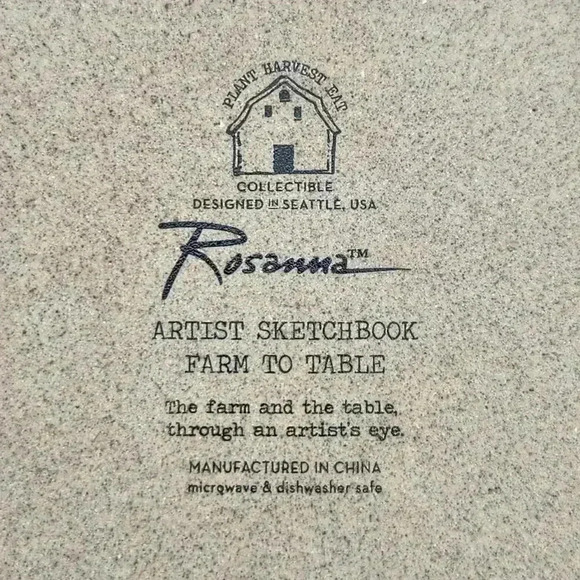 PLANT HARVEST EAT
COLLECTIBLE
DESIGNED IN SEATTLE, USA
Rosanna™
ARTIST SKETCHBOOK
FARM TO TABLE
The farm and the table,
through an artist's eye.
MANUFACTURED IN CHINA
microwave & dishwasher safe